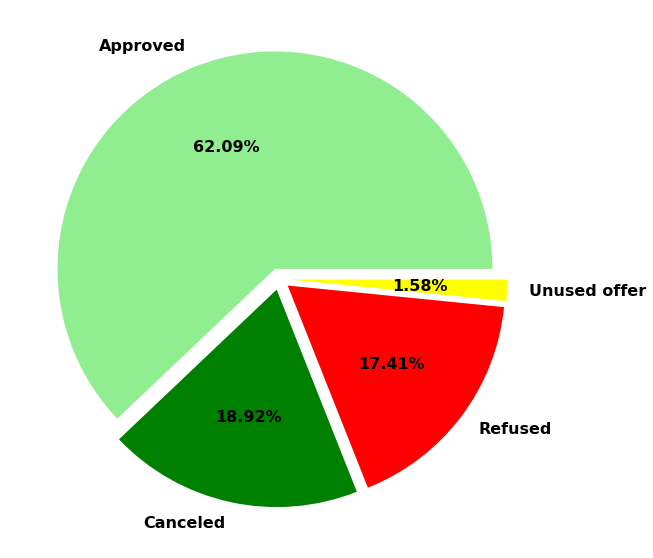 Approved
62.09%
1.58%
Unused offer
17.41%
18.92%
Refused
Canceled